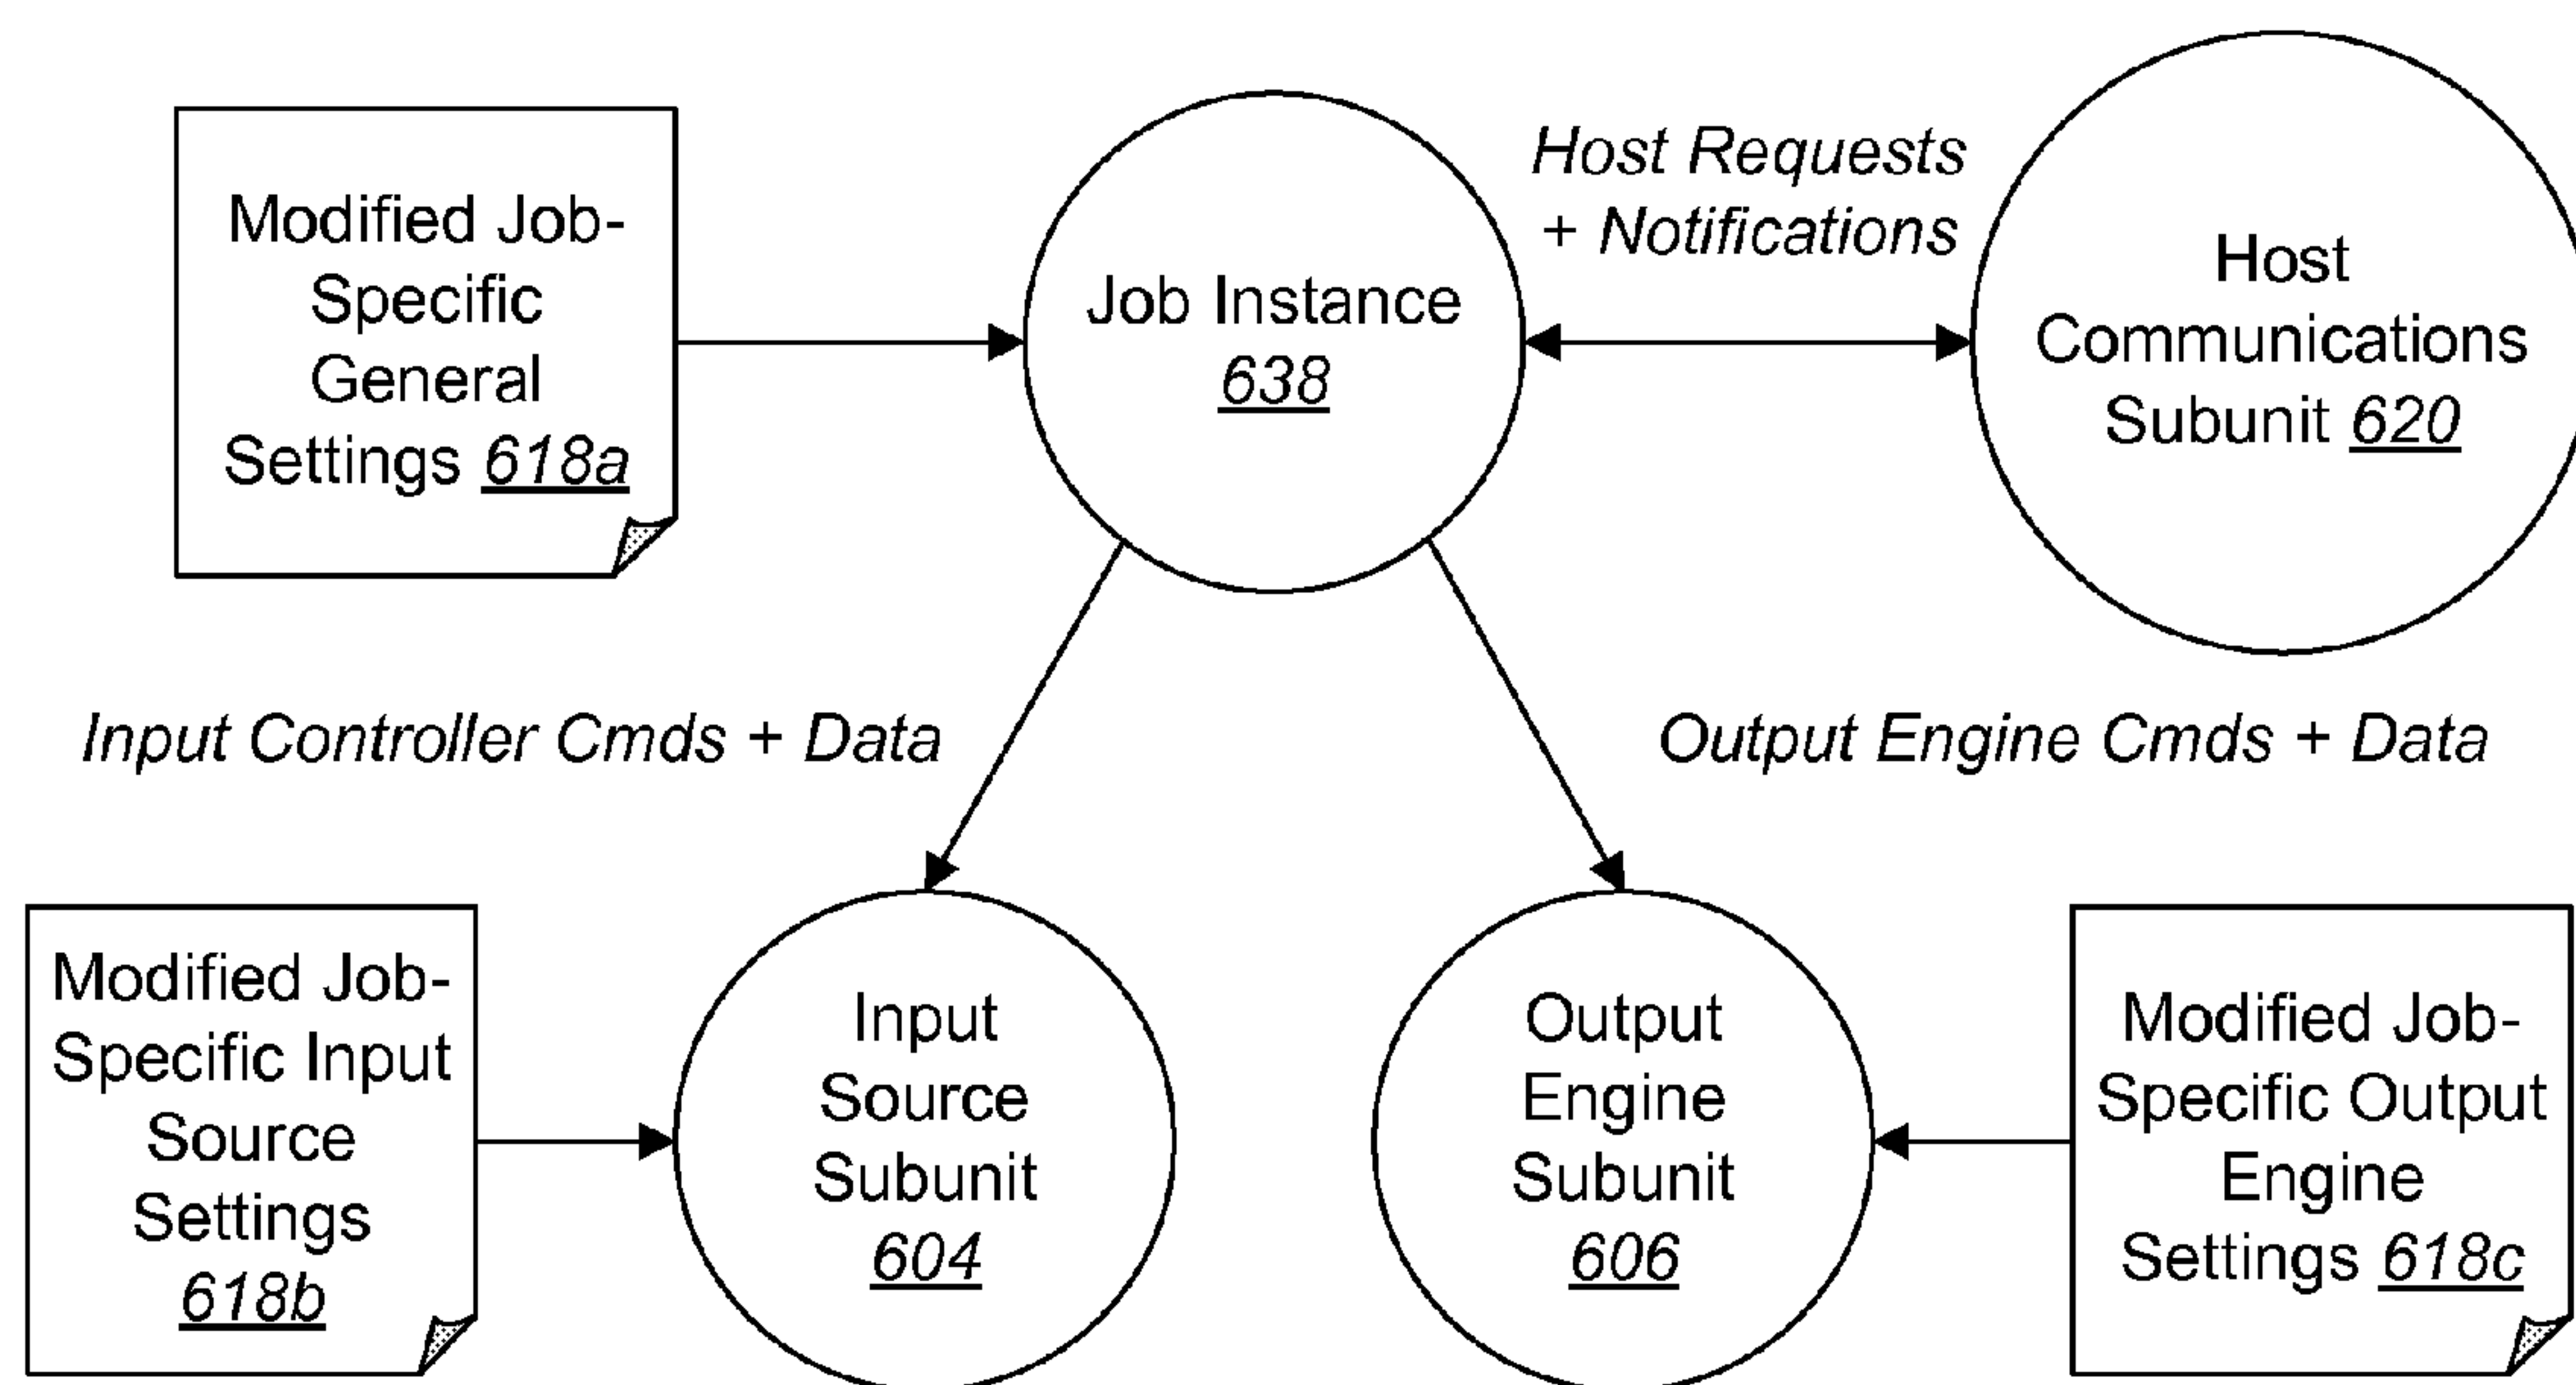 Modified Job-
Specific
General
Settings 618a
Job Instance
638
Host Requests
+ Notifications
Host
Communications
Subunit 620
Input Controller Cmds + Data
Output Engine Cmds + Data
Modified Job-
Specific Input
Source
Settings
618b
Input
Source
Subunit
604
Output
Engine
Subunit
606
Modified Job-
Specific Output
Engine
Settings 618c